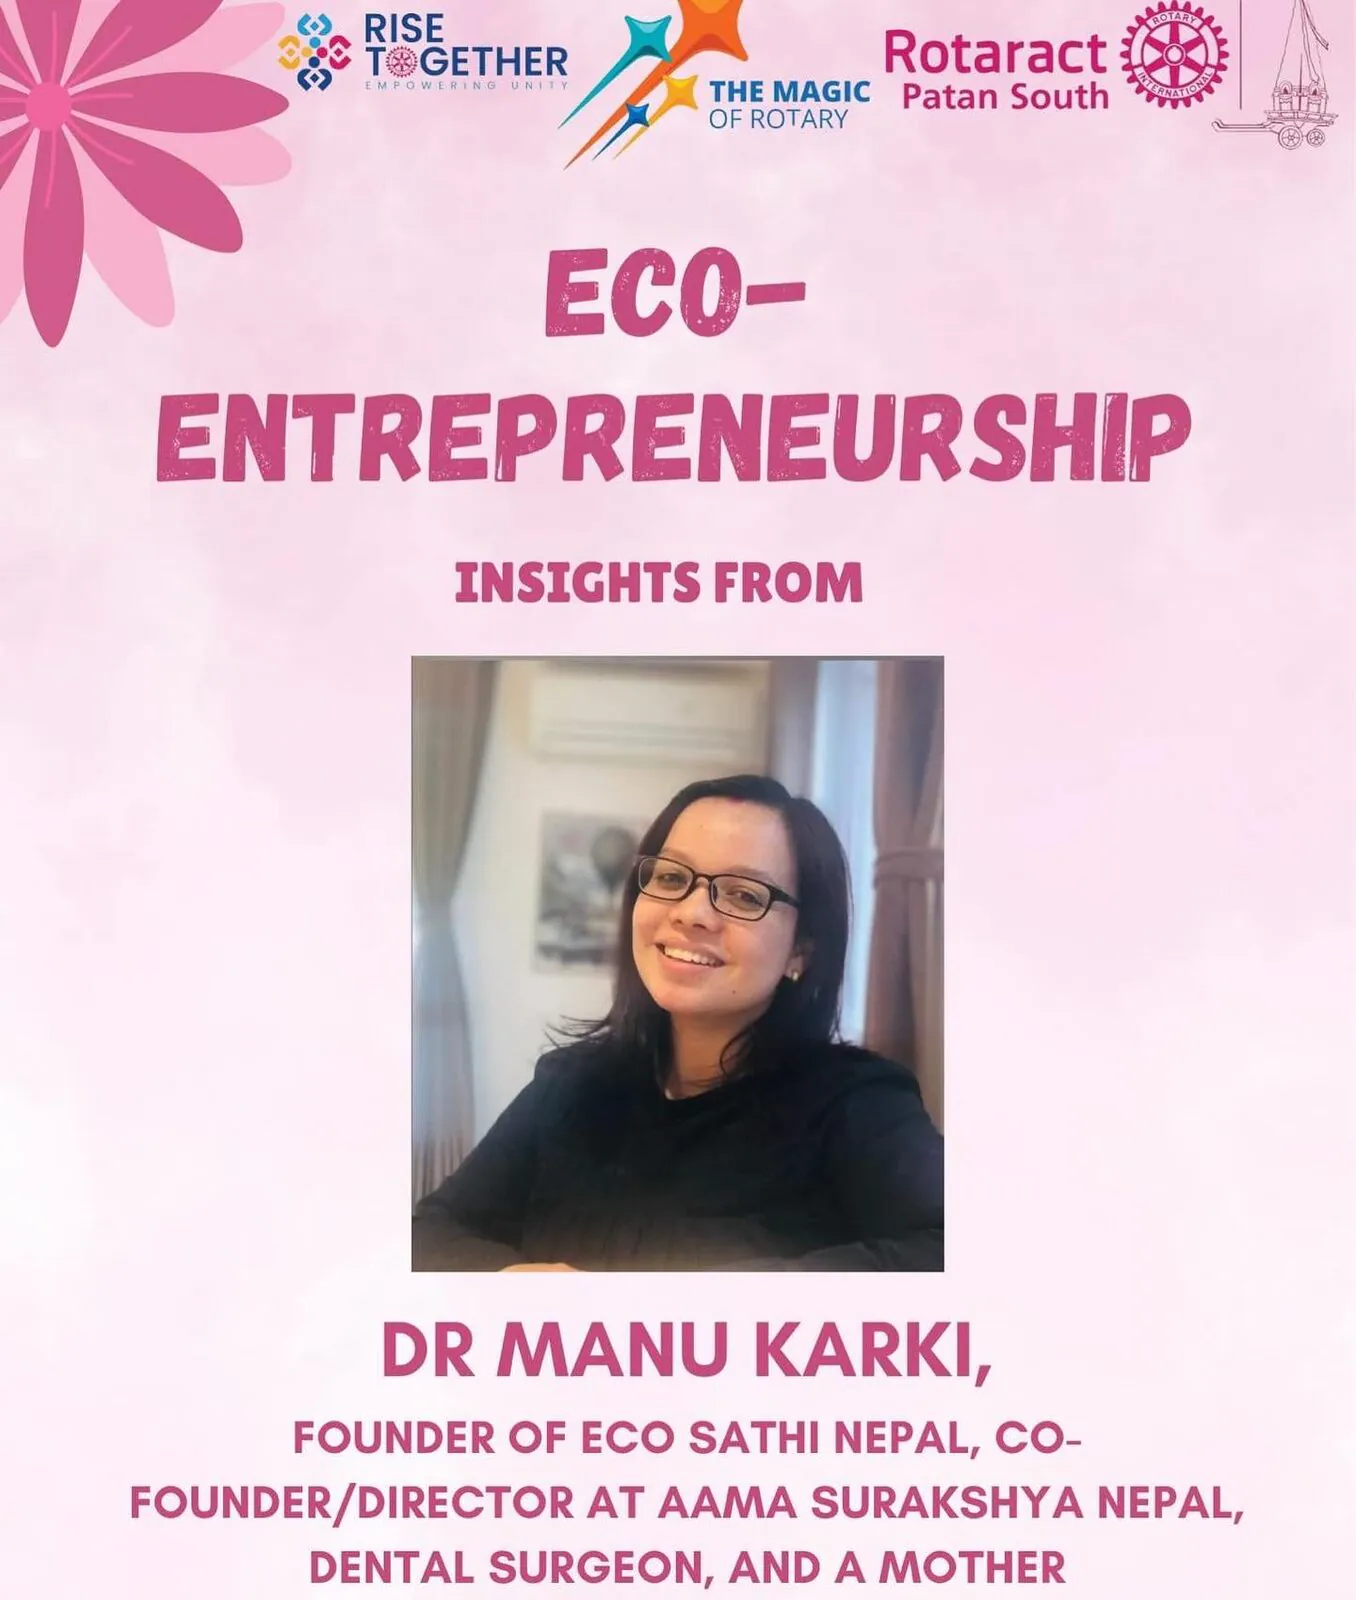 RISE
TOGETHER
EMPOWERING UNITY
THE MAGIC
OF ROTARY
Rotaract
Patan South
ROTARY
INTERNATIONAL
ECO-
ENTREPRENEURSHIP
INSIGHTS FROM
DR MANU KARKI,
FOUNDER OF ECO SATHI NEPAL, CO-
FOUNDER/DIRECTOR AT AAMA SURAKSHYA NEPAL,
DENTAL SURGEON, AND A MOTHER